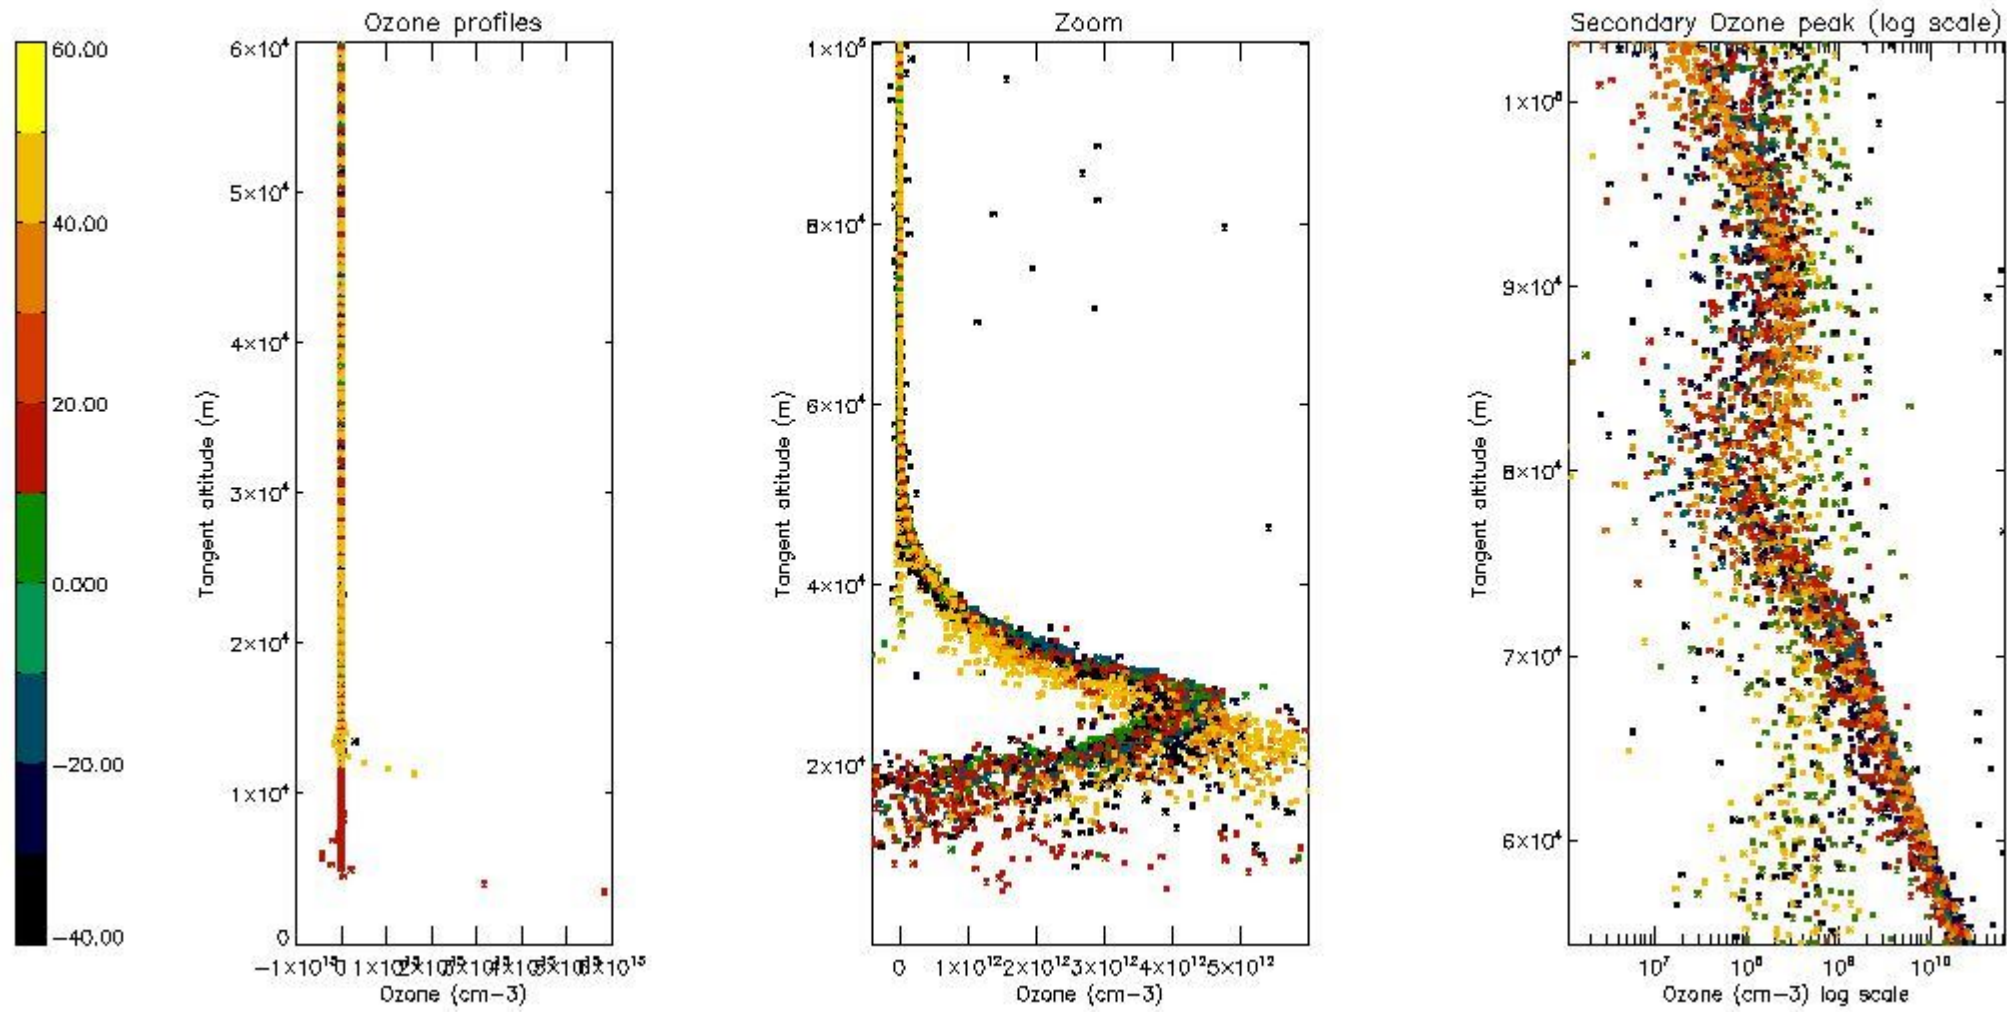 Ozone profiles
Zoom
Secondary Ozone peak (log scale)
60.00
40.00
20.00
0.000
−20.00
−40.00
6×10⁴
5×10⁴
4×10⁴
3×10⁴
2×10⁴
1×10⁴
0
Tangent altitude (m)
−1×10¹⁵
0
Ozone (cm−3)
1×10⁵
8×10⁴
6×10⁴
4×10⁴
2×10⁴
Tangent altitude (m)
0 1×10¹² 2×10¹² 3×10¹² 4×10¹² 5×10¹²
Ozone (cm−3)
1×10⁵
9×10⁴
8×10⁴
7×10⁴
6×10⁴
Tangent altitude (m)
10⁷ 10⁸ 10⁹ 10¹⁰
Ozone (cm−3) log scale